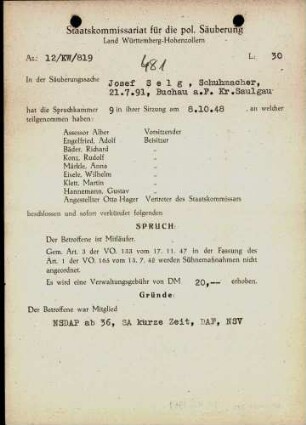 Staatskommissariat für die pol. Säuberung
Land Württemberg-Hohenzollern
Az.: 12/KW/819
L: 30
481
In der Säuberungssache Josef Selg, Schuhmacher,
21.7.91, Buchau a.F. Kr.Saulgau
hat die Spruchkammer 9 in ihrer Sitzung am 8.10.48, an welcher
teilgenommen haben:
Assessor Alber Vorsitzender
Engelfried, Adolf Beisitzer
Bäder, Richard "
Kenz, Rudolf "
Märkle, Anna "
Eisele, Wilhelm "
Klett, Martin "
Hannemann, Gustav "
Angestellter Otto Hager Vertreter des Staatskommissars
beschlossen und sofort verkündet folgenden
SPRUCH:
Der Betroffene ist Mitläufer.
Gem. Art. 3 der VO. 133 vom 17. 11. 47 in der Fassung des
Art. 1 der VO. 165 vom 13. 7. 48 werden Sühnemaßnahmen nicht
angeordnet.
Es wird eine Verwaltungsgebühr von DM 20,-- erhoben.
Gründe:
Der Betroffene war Mitglied
NSDAP ab 36, SA kurze Zeit, DAF, NSV